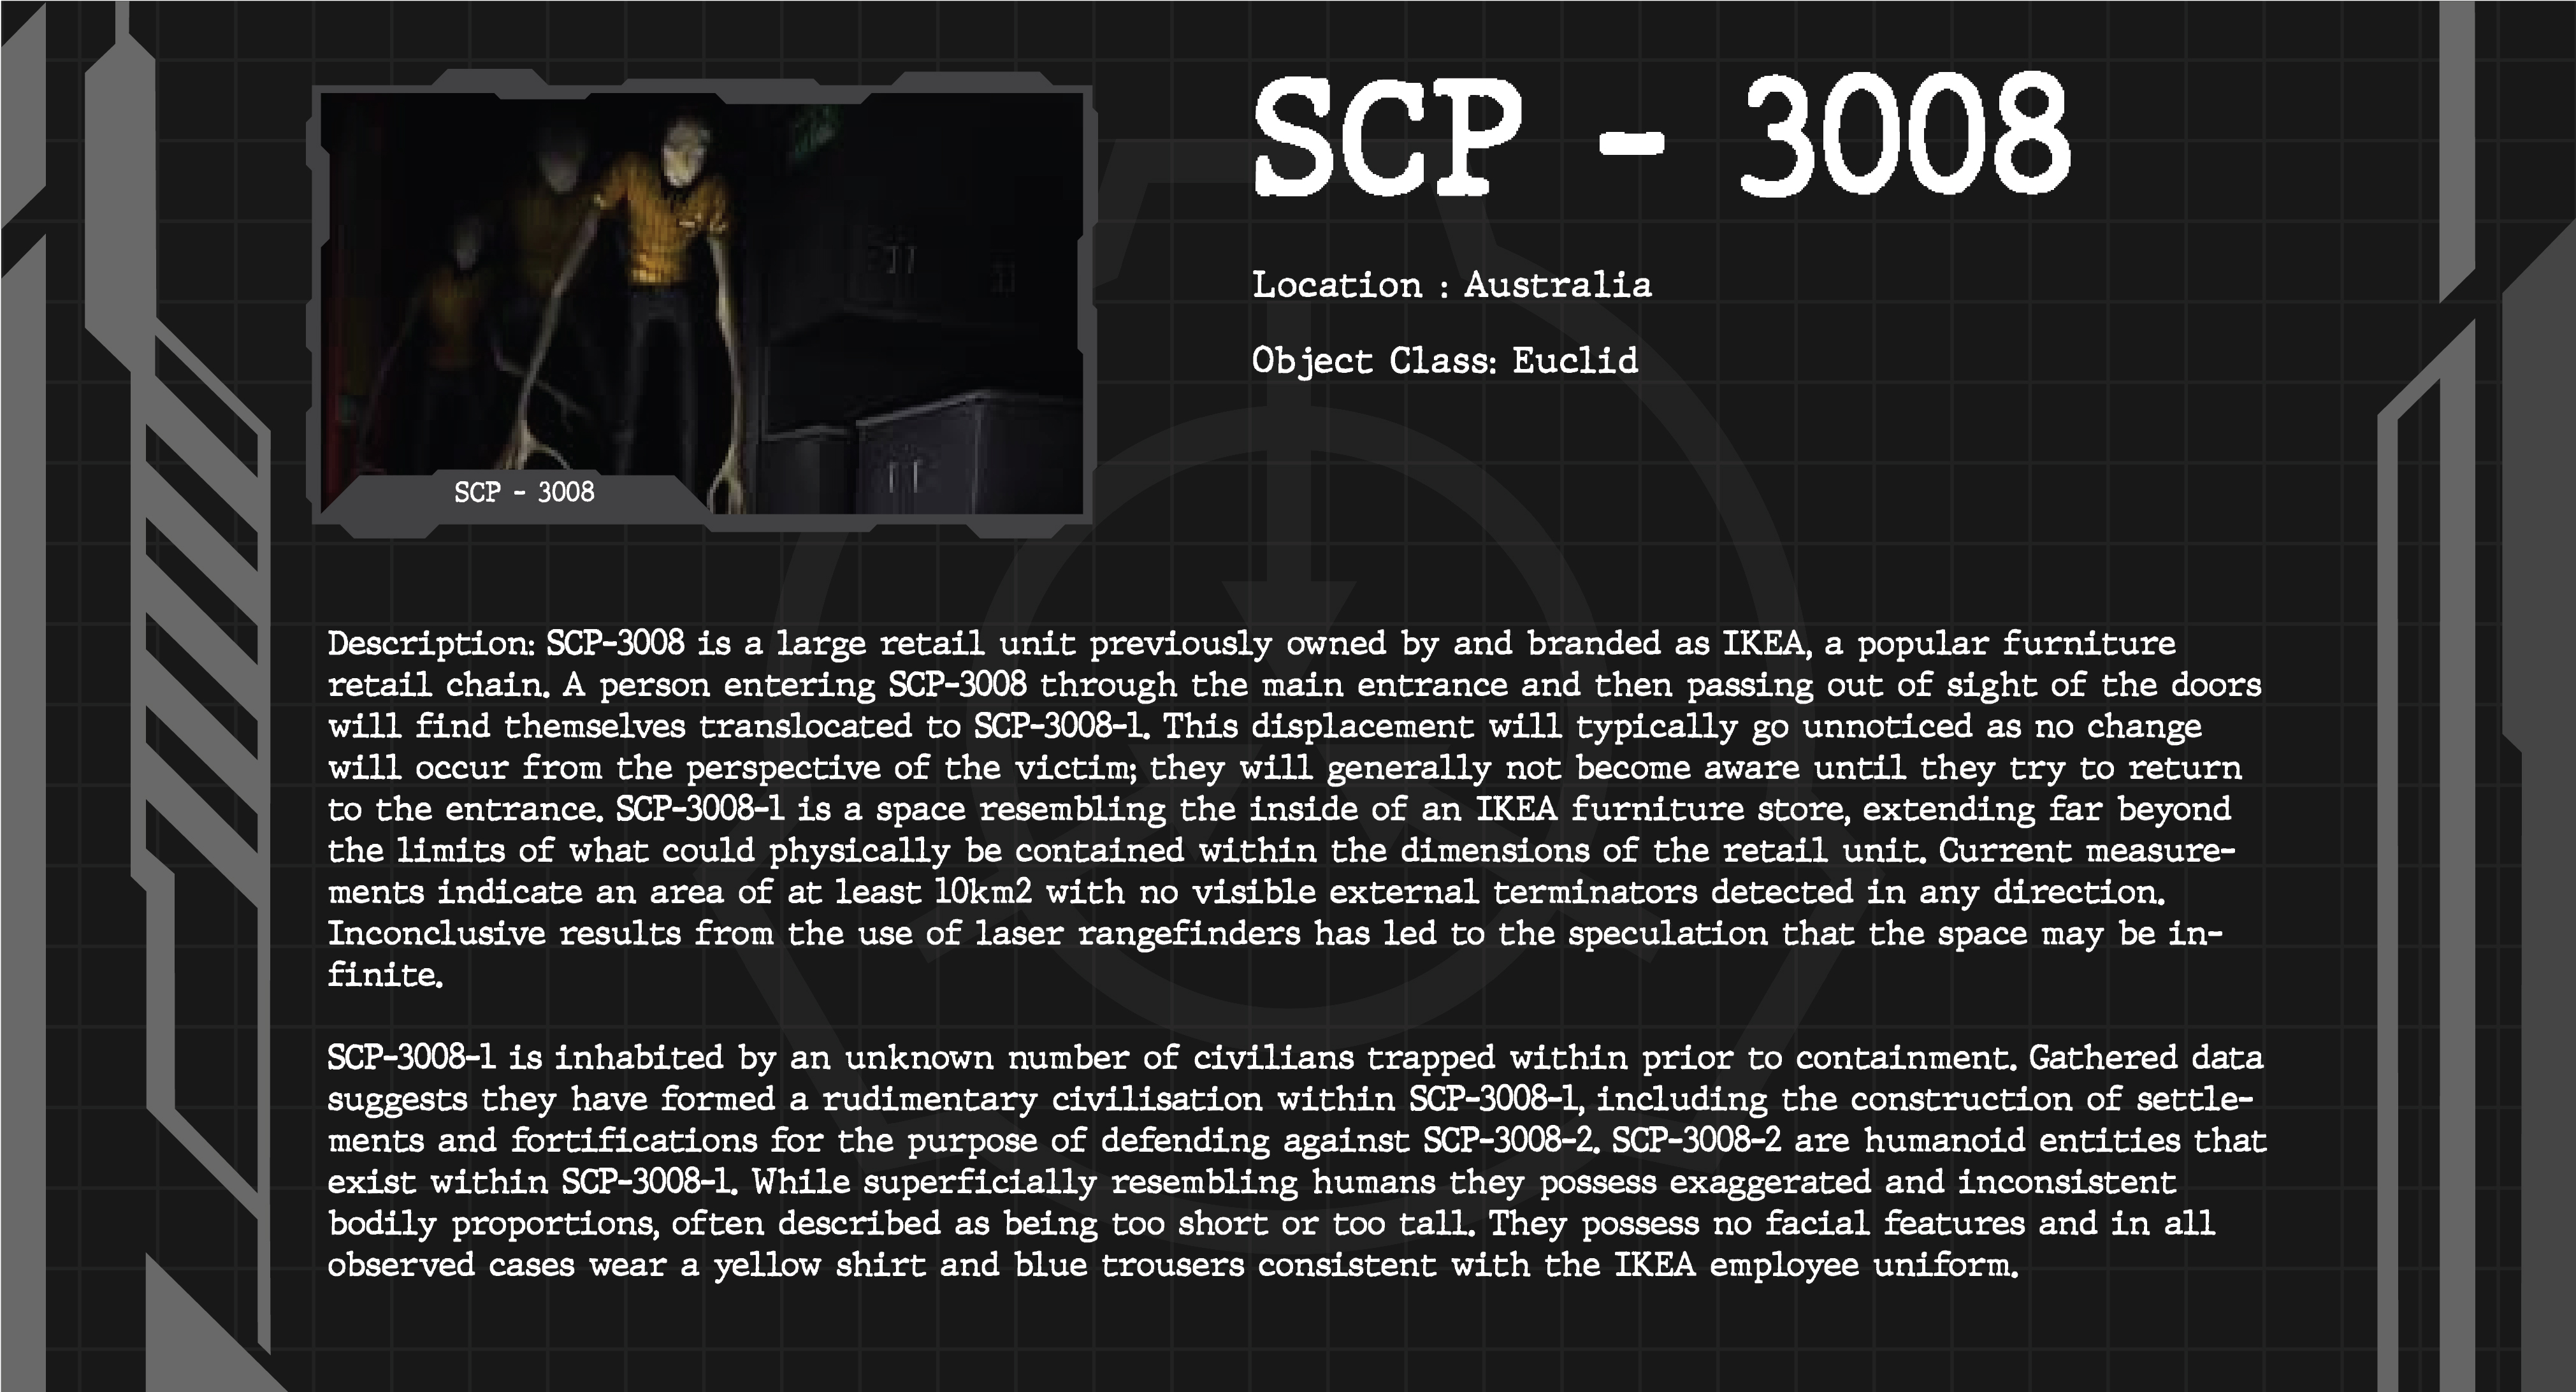 SCP - 3008
Location : Australia
Object Class: Euclid
SCP - 3008
Description: SCP-3008 is a large retail unit previously owned by and branded as IKEA, a popular furniture
retail chain. A person entering SCP-3008 through the main entrance and then passing out of sight of the doors
will find themselves translocated to SCP-3008-1. This displacement will typically go unnoticed as no change
will occur from the perspective of the victim; they will generally not become aware until they try to return
to the entrance. SCP-3008-1 is a space resembling the inside of an IKEA furniture store, extending far beyond
the limits of what could physically be contained within the dimensions of the retail unit. Current measure-
ments indicate an area of at least 10km2 with no visible external terminators detected in any direction.
Inconclusive results from the use of laser rangefinders has led to the speculation that the space may be in-
finite.
SCP-3008-1 is inhabited by an unknown number of civilians trapped within prior to containment. Gathered data
suggests they have formed a rudimentary civilisation within SCP-3008-1, including the construction of settle-
ments and fortifications for the purpose of defending against SCP-3008-2. SCP-3008-2 are humanoid entities that
exist within SCP-3008-1. While superficially resembling humans they possess exaggerated and inconsistent
bodily proportions, often described as being too short or too tall. They possess no facial features and in all
observed cases wear a yellow shirt and blue trousers consistent with the IKEA employee uniform.